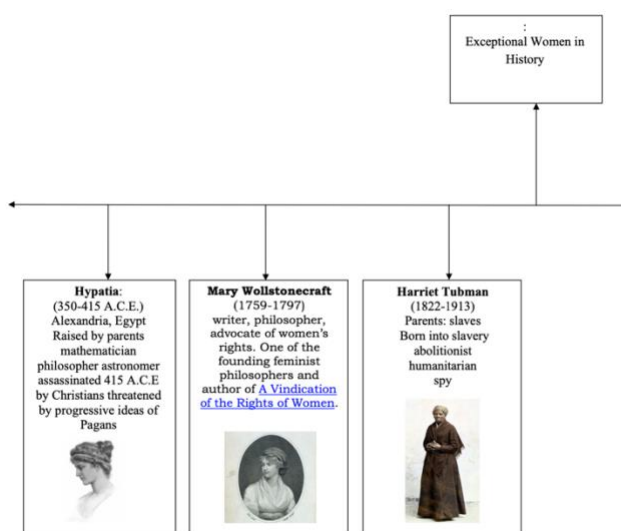 :
Exceptional Women in
History
Hypatia:
(350-415 A.C.E.)
Alexandria, Egypt
Raised by parents
mathematician
philosopher astronomer
assassinated 415 A.C.E
by Christians threatened
by progressive ideas of
Pagans
Mary Wollstonecraft
(1759-1797)
writer, philosopher,
advocate of women's
rights. One of the
founding feminist
philosophers and
author of A Vindication
of the Rights of Women.
Harriet Tubman
(1822-1913)
Parents: slaves
Born into slavery
abolitionist
humanitarian
spy